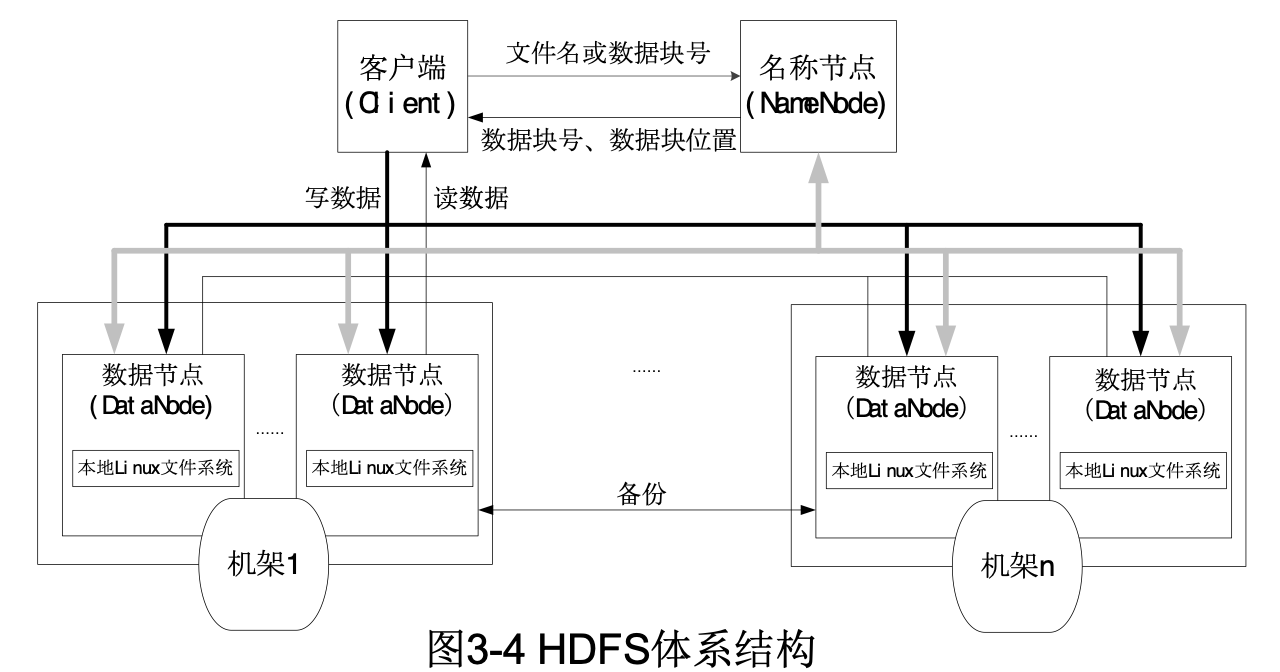 客户端
(Client)
文件名或数据块号
名称节点
(NameNode)
数据块号、数据块位置
写数据
读数据
数据节点
(DataNode)
......
本地Linux文件系统
数据节点
(DataNode)
本地Linux文件系统
......
数据节点
(DataNode)
......
本地Linux文件系统
数据节点
(DataNode)
本地Linux文件系统
备份
机架1
机架n
图3-4 HDFS体系结构